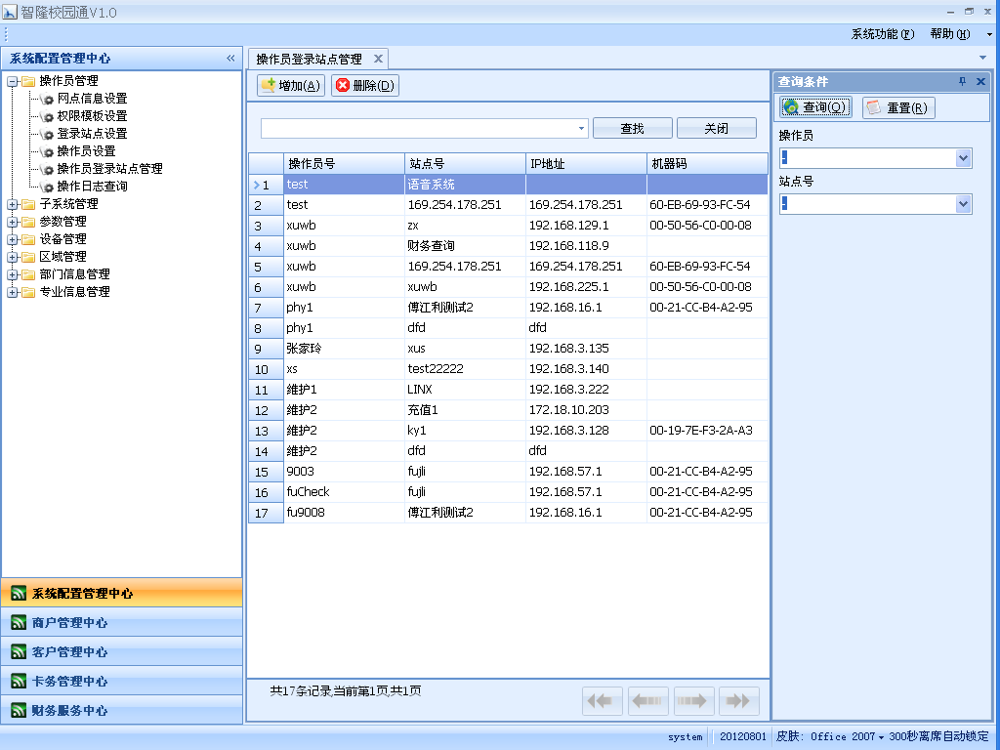 智隆校园通V1.0
系统功能(F) 帮助(H)
系统配置管理中心
操作员登录站点管理
增加(A) 删除(D)
查找 关闭
操作员管理
网点信息设置
权限模板设置
登录站点设置
操作员设置
操作员登录站点管理
操作日志查询
子系统管理
参数管理
设备管理
区域管理
部门信息管理
专业信息管理
操作员号 站点号 IP地址 机器码
1 test 语音系统
2 test 169.254.178.251 169.254.178.251 60-EB-69-93-FC-54
3 xuwb zx 192.168.129.1 00-50-56-C0-00-08
4 xuwb 财务查询 192.168.118.9
5 xuwb 169.254.178.251 169.254.178.251 60-EB-69-93-FC-54
6 xuwb xuwb 192.168.225.1 00-50-56-C0-00-08
7 phy1 傅江利测试2 192.168.16.1 00-21-CC-B4-A2-95
8 phy1 dfd dfd
9 张家玲 xus 192.168.3.135
10 xs test22222 192.168.3.140
11 维护1 LINX 192.168.3.222
12 维护2 充值1 172.18.10.203
13 维护2 ky1 192.168.3.128 00-19-7E-F3-2A-A3
14 维护2 dfd dfd
15 9003 fujli 192.168.57.1 00-21-CC-B4-A2-95
16 fuCheck fujli 192.168.57.1 00-21-CC-B4-A2-95
17 fu9008 傅江利测试2 192.168.16.1 00-21-CC-B4-A2-95
共17条记录,当前第1页,共1页
查询条件
查询(Q) 重置(R)
操作员
站点号
系统配置管理中心
商户管理中心
客户管理中心
卡务管理中心
财务服务中心
system 20120801 皮肤: Office 2007 300秒离席自动锁定